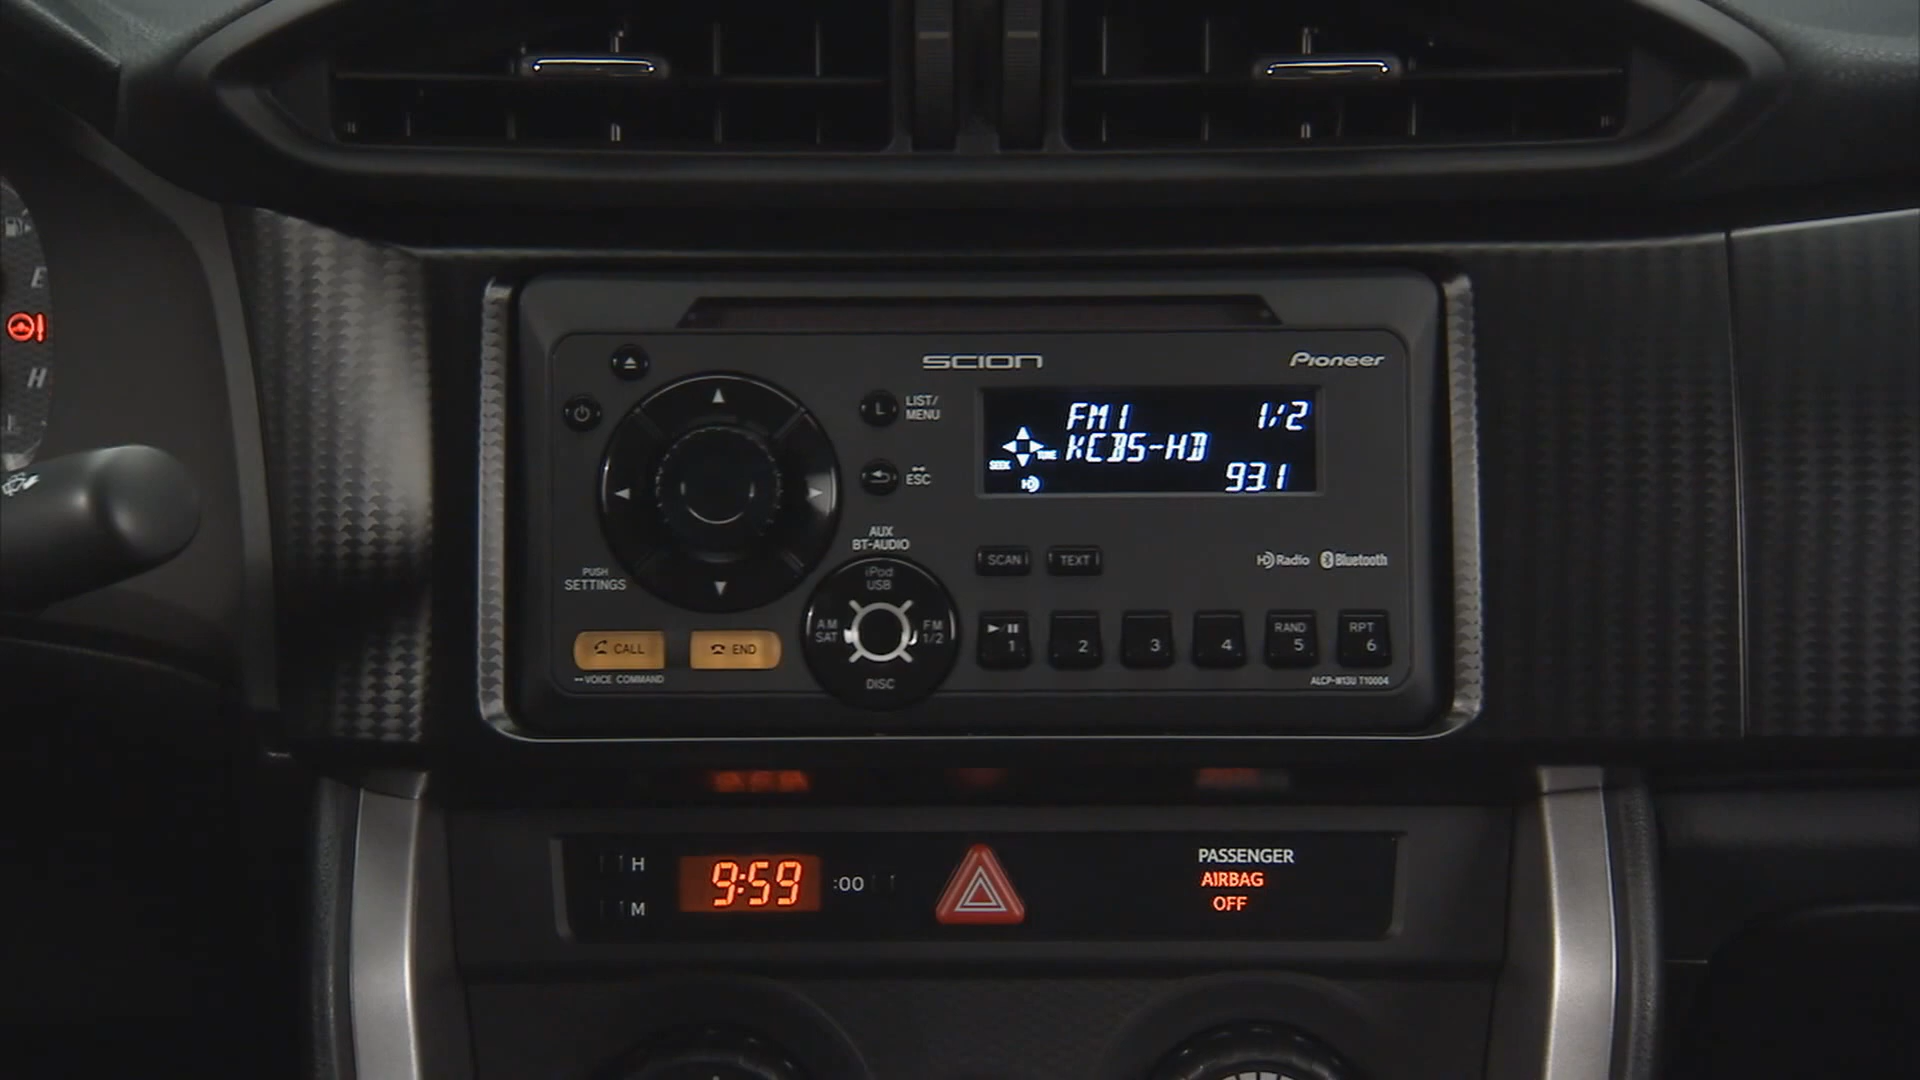 SCION
Pioneer
LIST/
MENU
L
FM1 1/2
KCBS-HD
SEEK
TUNE
HD
93.1
E
H
ESC
AUX
BT-AUDIO
iPod
USB
SCAN
TEXT
HD Radio
Bluetooth
PUSH
SETTINGS
AM
SAT
FM
1/2
DISC
CALL
END
VOICE COMMAND
1
2
3
4
RAND
5
RPT
6
ALCP-W13U T10004
H
M
9:59
:00
PASSENGER
AIRBAG
OFF